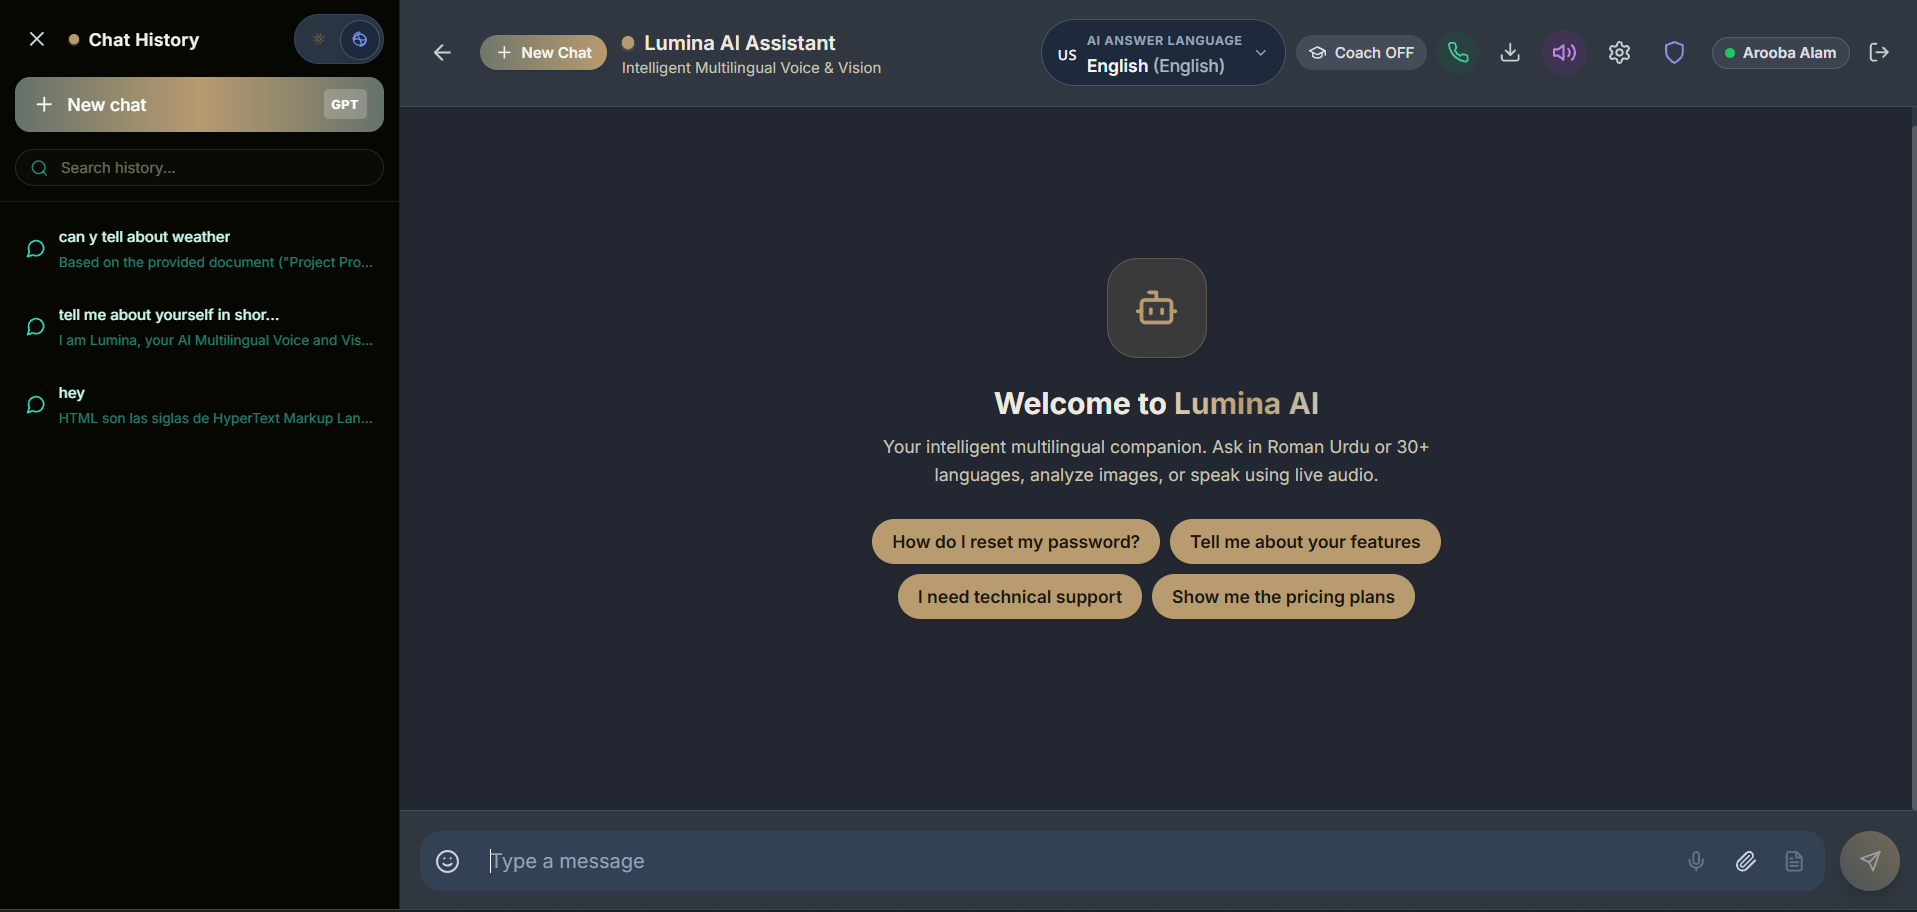 Chat History
New chat
GPT
Search history...
can y tell about weather
Based on the provided document ("Project Pro...
tell me about yourself in shor...
I am Lumina, your AI Multilingual Voice and Vis...
hey
HTML son las siglas de HyperText Markup Lan...
New Chat
Lumina AI Assistant
Intelligent Multilingual Voice & Vision
US
AI ANSWER LANGUAGE
English (English)
Coach OFF
Arooba Alam
Welcome to Lumina AI
Your intelligent multilingual companion. Ask in Roman Urdu or 30+
languages, analyze images, or speak using live audio.
How do I reset my password?
Tell me about your features
I need technical support
Show me the pricing plans
Type a message